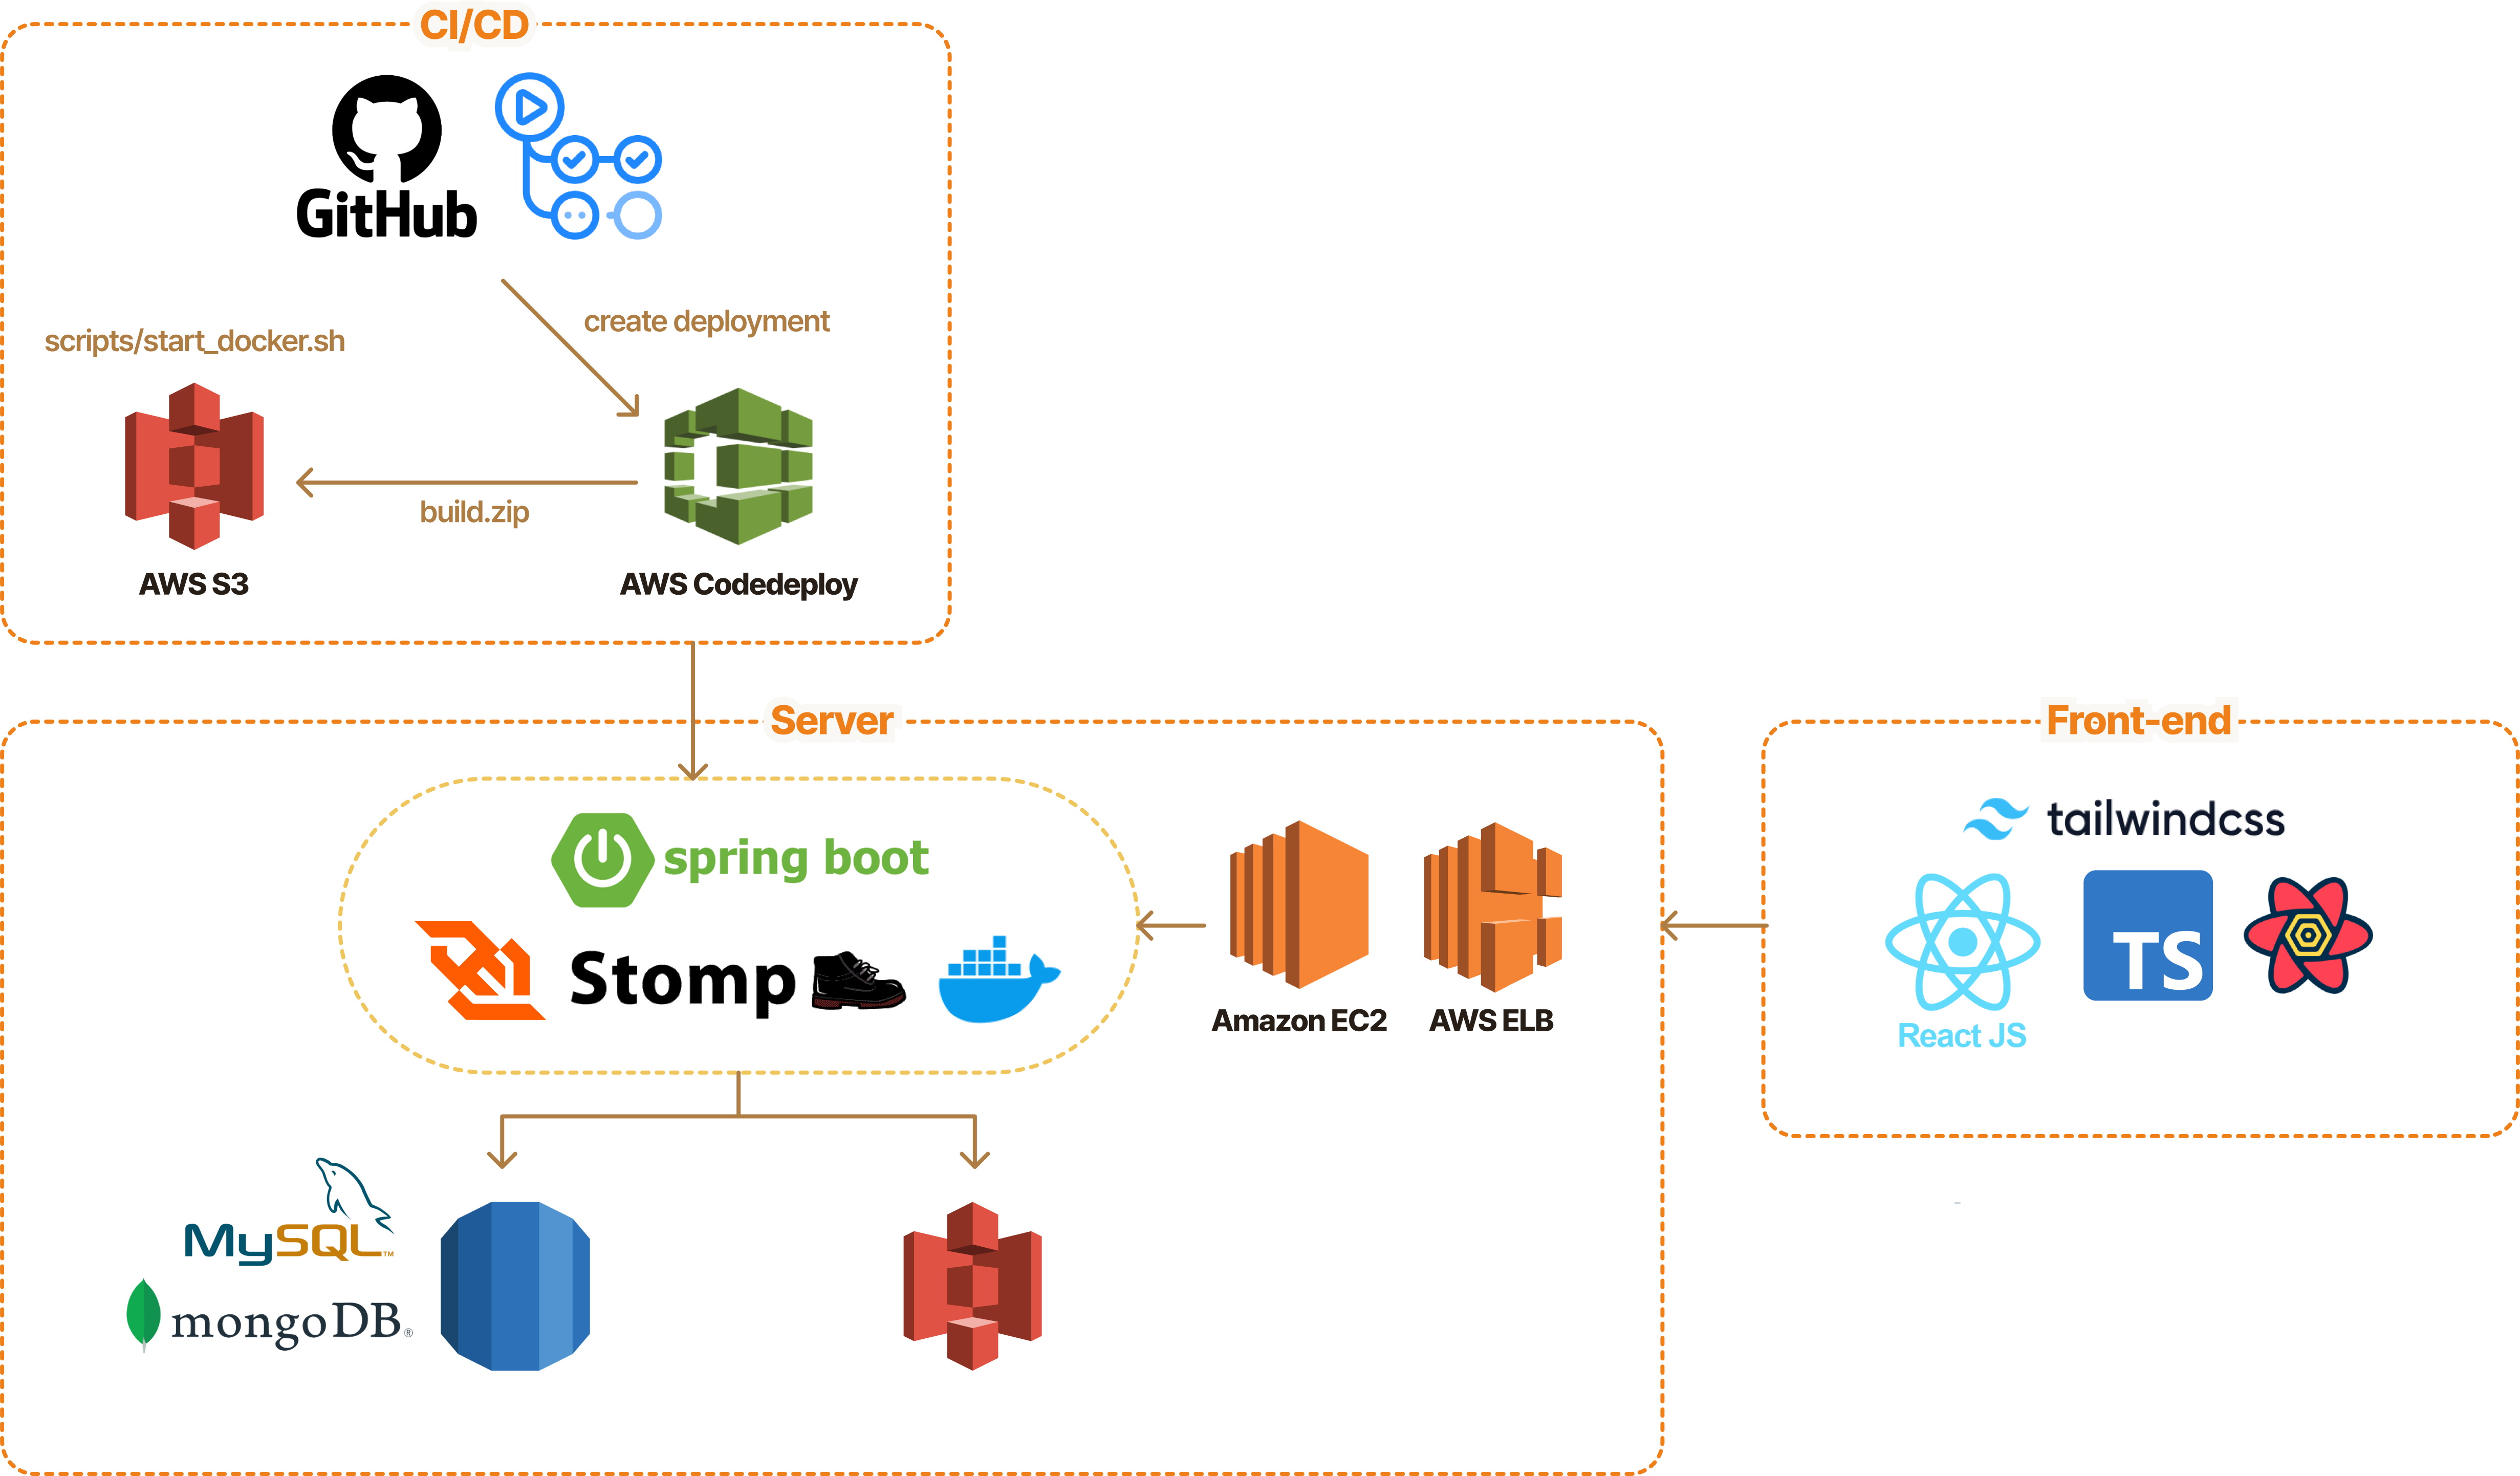 CI/CD
GitHub
create deployment
scripts/start_docker.sh
build.zip
AWS S3
AWS Codedeploy
Server
spring boot
Stomp
Amazon EC2
AWS ELB
MySQL™
mongoDB®
Front-end
tailwindcss
TS
React JS